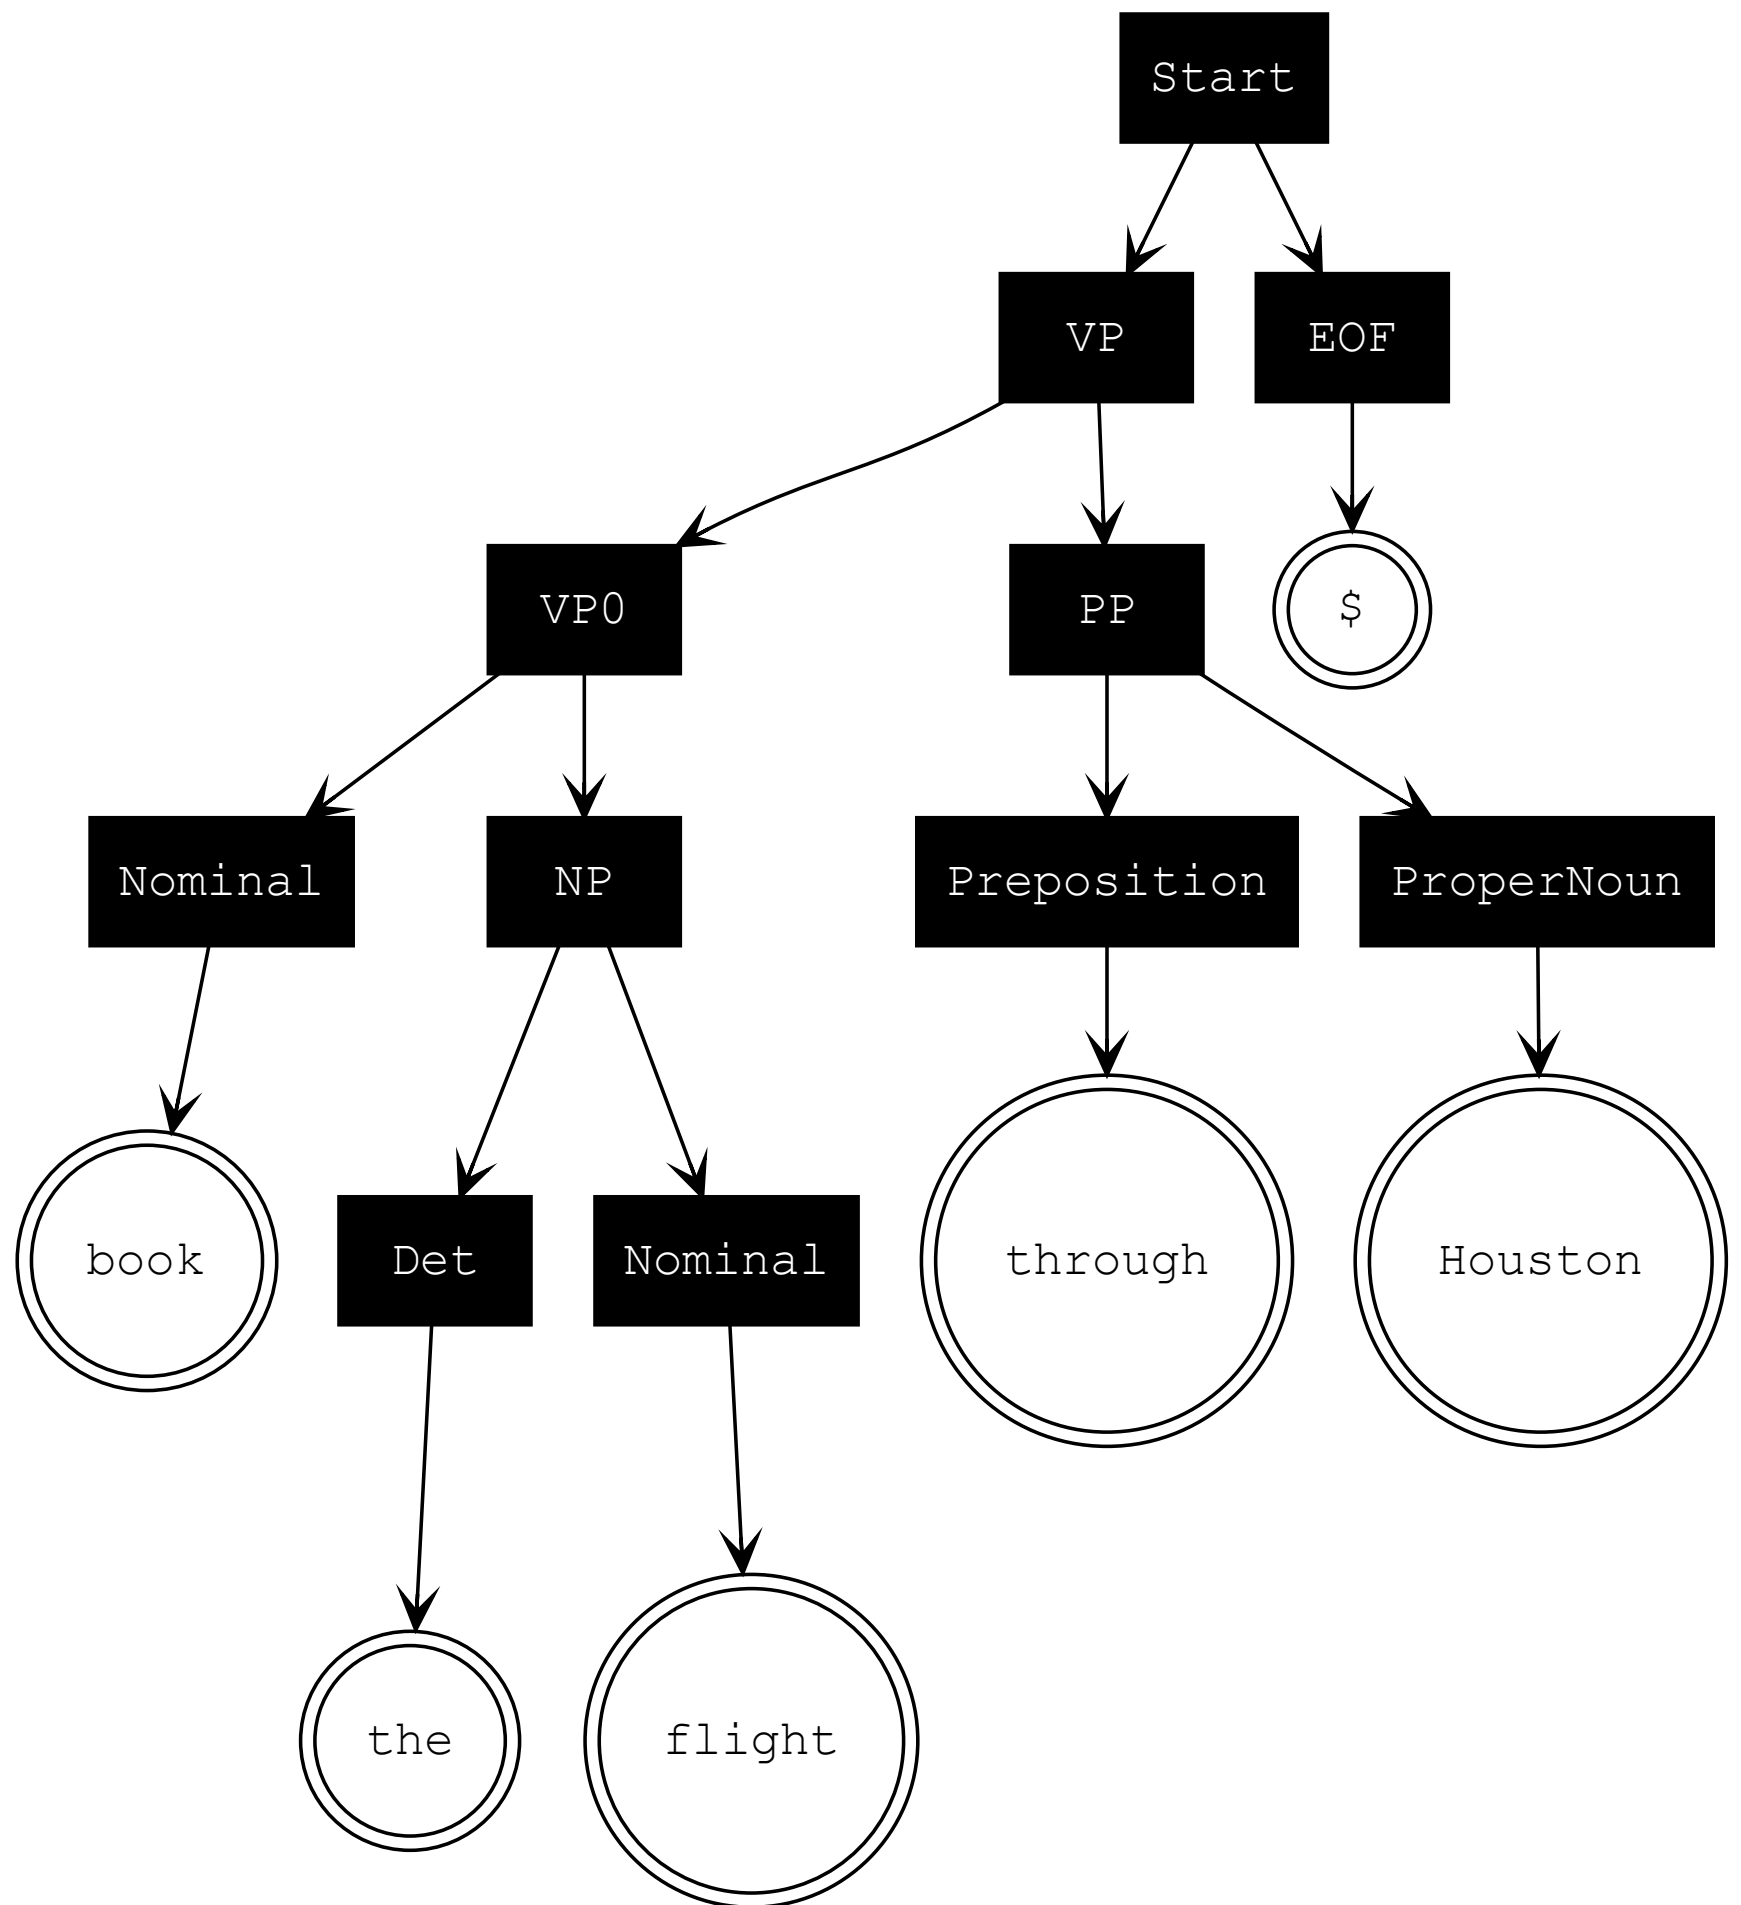 Start
VP
EOF
VP0
PP
$
Nominal
NP
Preposition
ProperNoun
book
Det
Nominal
through
Houston
the
flight